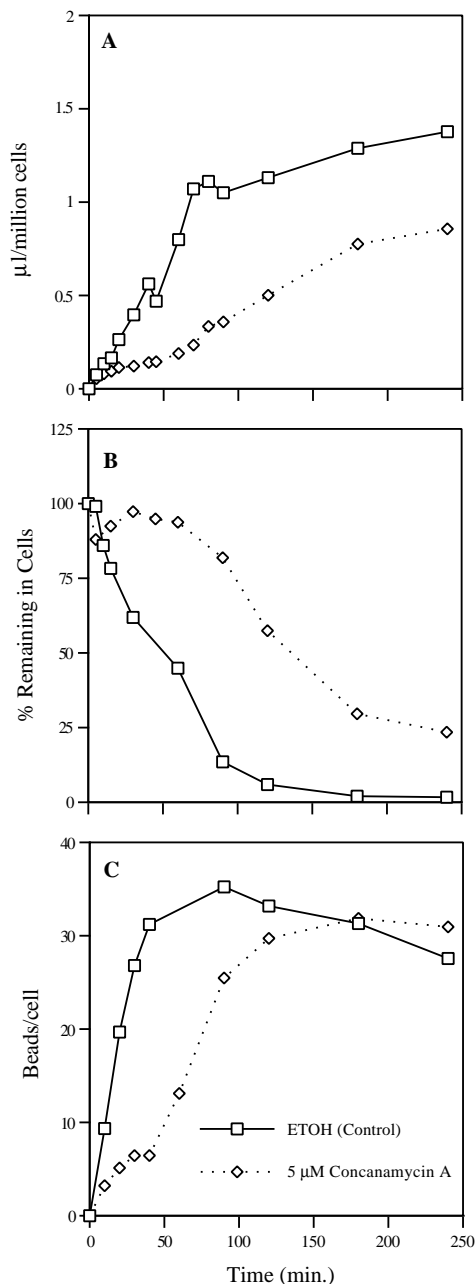 2
A
1.5
1
0.5
0
μl/million cells
125
B
100
75
50
25
0
% Remaining in Cells
40
C
30
20
10
0
Beads/cell
ETOH (Control)
5 μM Concanamycin A
0 50 100 150 200 250
Time (min.)